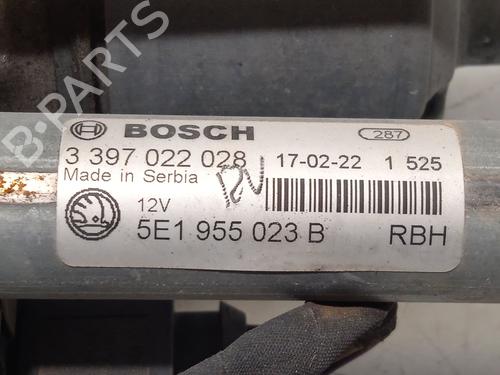 BOSCH
287
3 397 022 028 17-02-22 1 525
Made in Serbia
12V
12V
5E1 955 023 B RBH
B-PARTS